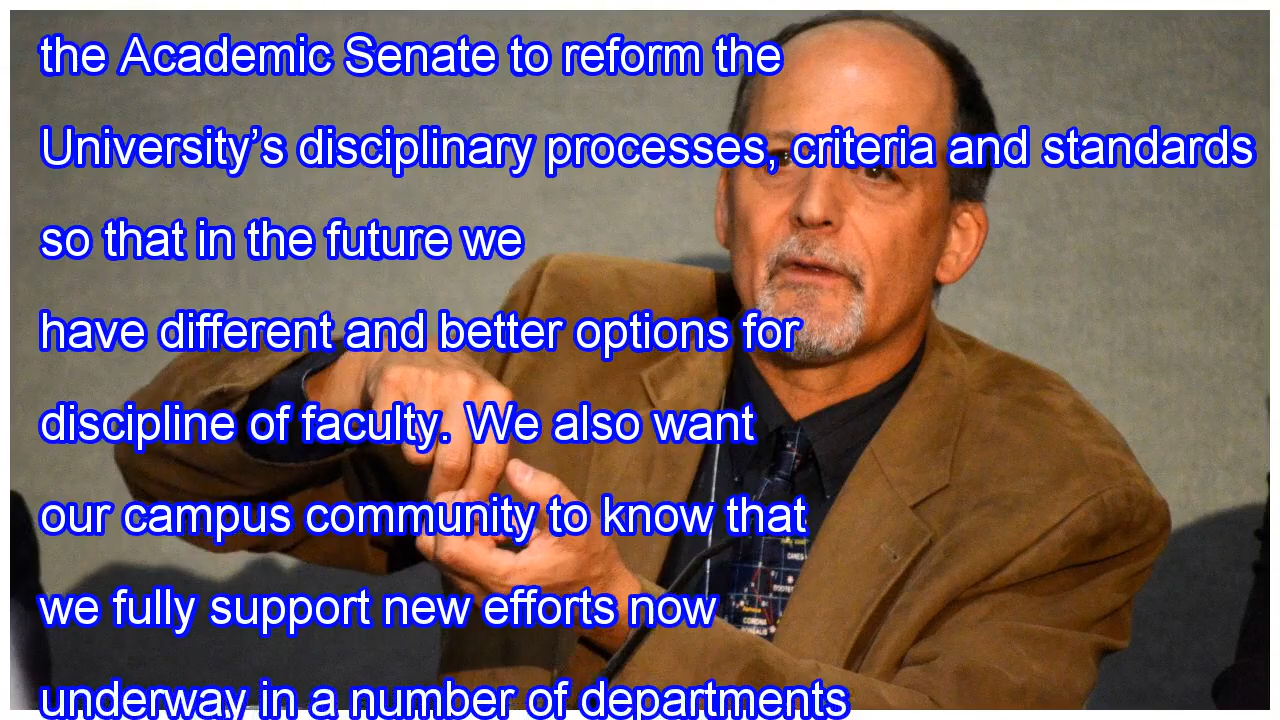 the Academic Senate to reform the
University’s disciplinary processes, criteria and standards
so that in the future we
have different and better options for
discipline of faculty. We also want
our campus community to know that
we fully support new efforts now
underway in a number of departments
CORONA